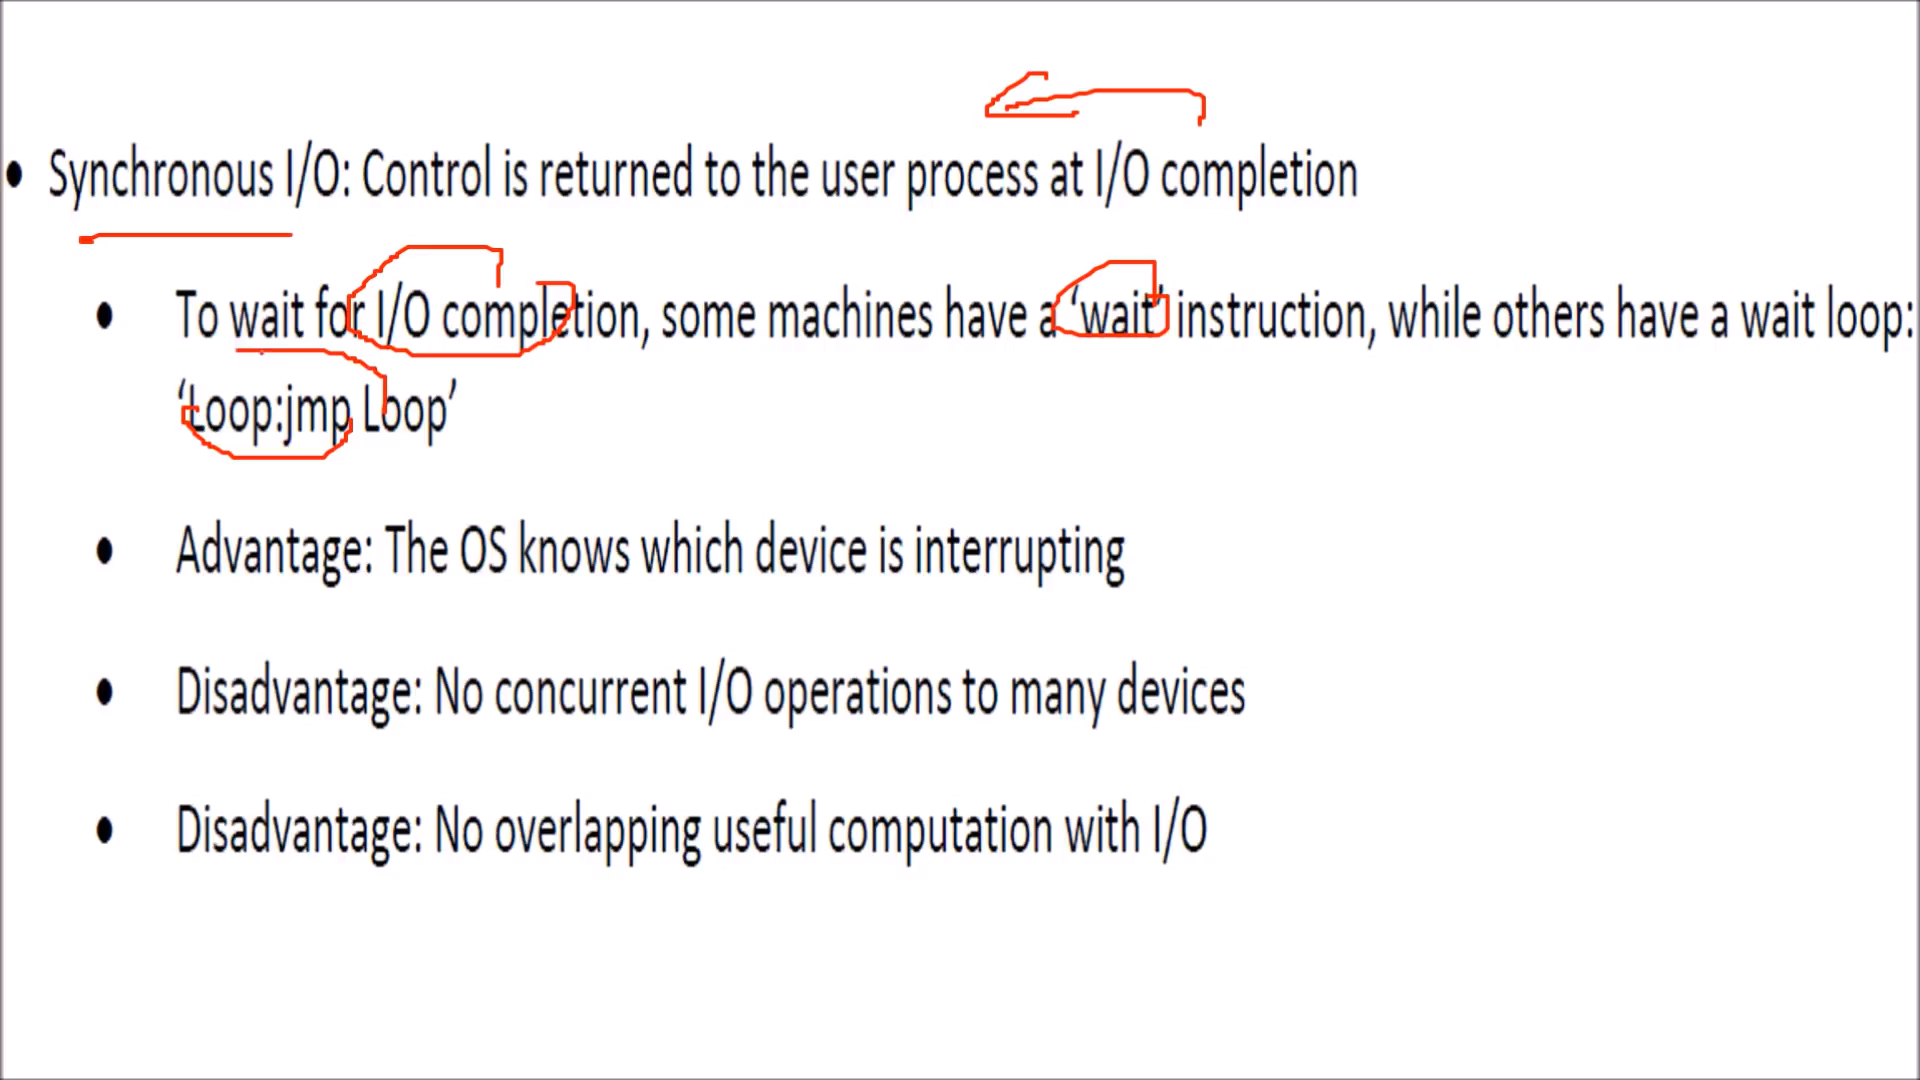 • Synchronous I/O: Control is returned to the user process at I/O completion
• To wait for I/O completion, some machines have a ‘wait’ instruction, while others have a wait loop:
‘Loop:jmp Loop’
• Advantage: The OS knows which device is interrupting
• Disadvantage: No concurrent I/O operations to many devices
• Disadvantage: No overlapping useful computation with I/O